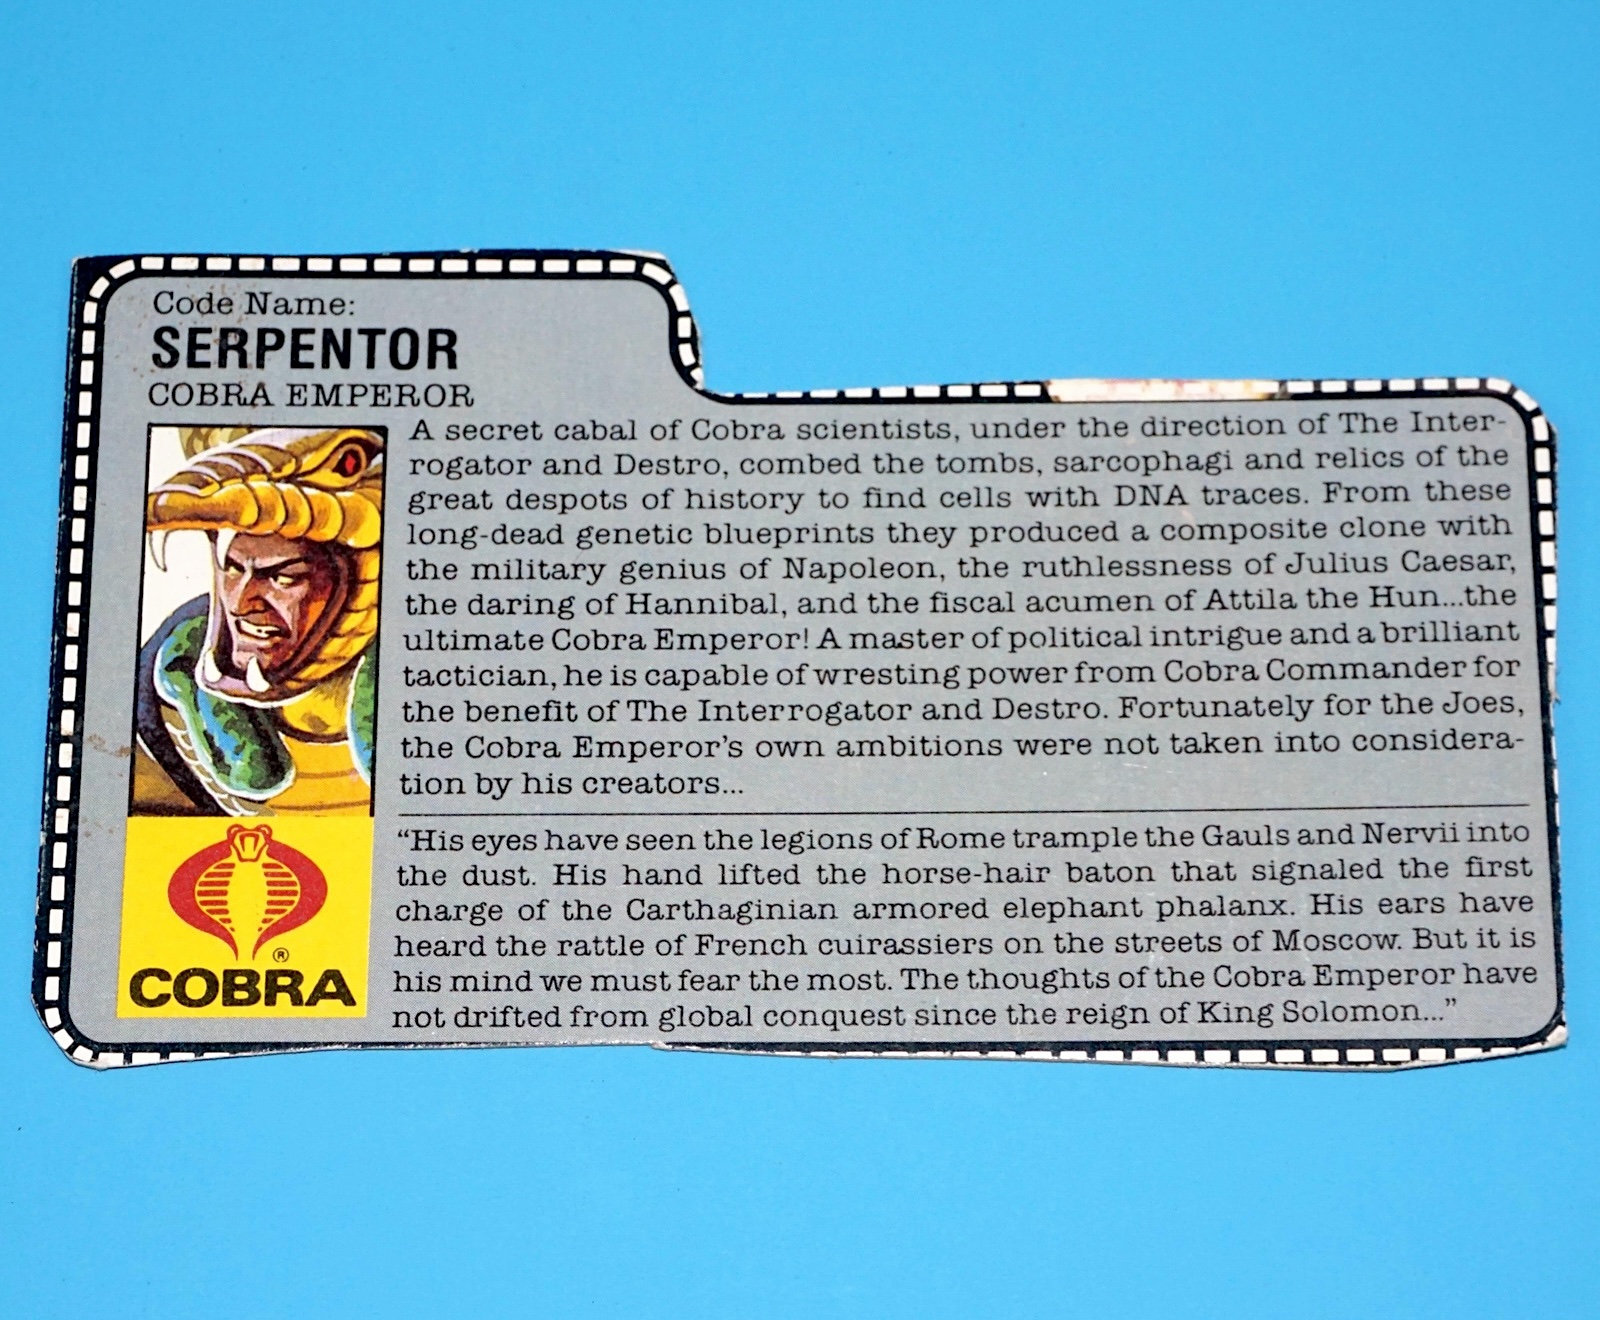 Code Name:
SERPENTOR
COBRA EMPEROR
A secret cabal of Cobra scientists, under the direction of The Inter-
rogator and Destro, combed the tombs, sarcophagi and relics of the
great despots of history to find cells with DNA traces. From these
long-dead genetic blueprints they produced a composite clone with
the military genius of Napoleon, the ruthlessness of Julius Caesar,
the daring of Hannibal, and the fiscal acumen of Attila the Hun...the
ultimate Cobra Emperor! A master of political intrigue and a brilliant
tactician, he is capable of wresting power from Cobra Commander for
the benefit of The Interrogator and Destro. Fortunately for the Joes,
the Cobra Emperor's own ambitions were not taken into considera-
tion by his creators...
“His eyes have seen the legions of Rome trample the Gauls and Nervii into
the dust. His hand lifted the horse-hair baton that signaled the first
charge of the Carthaginian armored elephant phalanx. His ears have
heard the rattle of French cuirassiers on the streets of Moscow. But it is
his mind we must fear the most. The thoughts of the Cobra Emperor have
not drifted from global conquest since the reign of King Solomon...”
®
COBRA